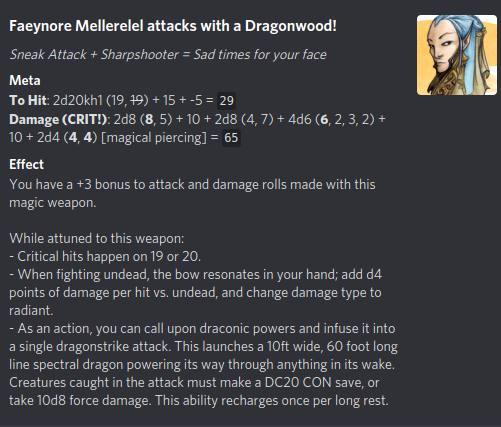 Faeynore Mellerelel attacks with a Dragonwood!
Sneak Attack + Sharpshooter = Sad times for your face
Meta
To Hit: 2d20kh1 (19, 19) + 15 + -5 = 29
Damage (CRIT!): 2d8 (8, 5) + 10 + 2d8 (4, 7) + 4d6 (6, 2, 3, 2) +
10 + 2d4 (4, 4) [magical piercing] = 65
Effect
You have a +3 bonus to attack and damage rolls made with this
magic weapon.
While attuned to this weapon:
- Critical hits happen on 19 or 20.
- When fighting undead, the bow resonates in your hand; add d4
points of damage per hit vs. undead, and change damage type to
radiant.
- As an action, you can call upon draconic powers and infuse it into
a single dragonstrike attack. This launches a 10ft wide, 60 foot long
line spectral dragon powering its way through anything in its wake.
Creatures caught in the attack must make a DC20 CON save, or
take 10d8 force damage. This ability recharges once per long rest.